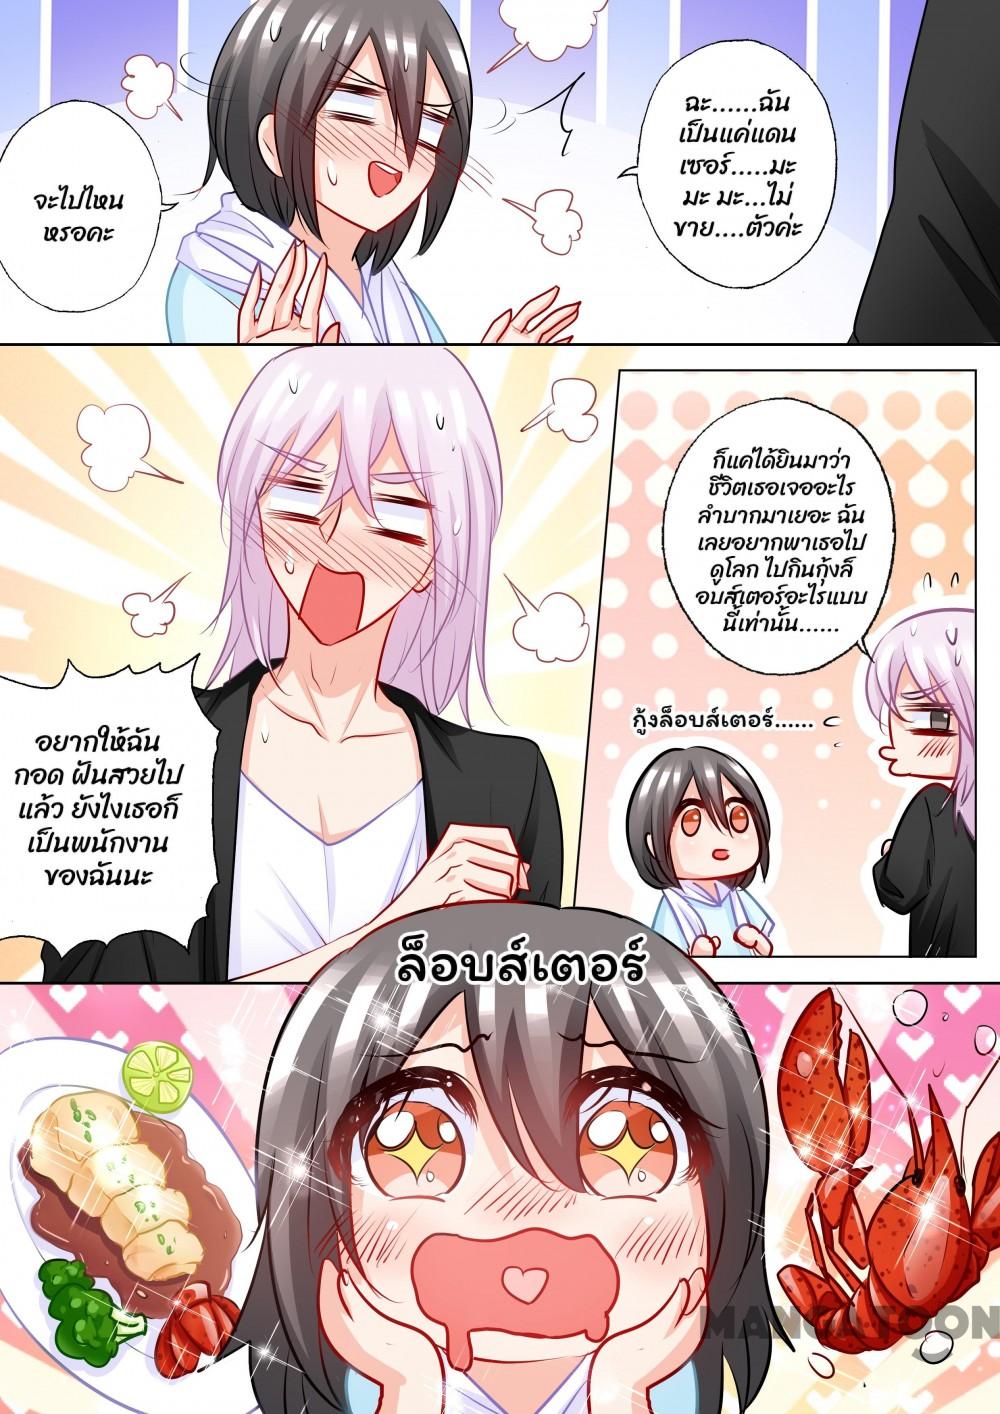 ฉะ......ฉัน
เป็นแค่แดน
เซอร์.....มะ
มะ มะ...ไม่
ขาย....ตัวค่ะ
จะไปไหน
หรอคะ
ก็แค่ได้ยินมาว่า
ชีวิตเธอเจออะไร
ลำบากมาเยอะ ฉัน
เลยอยากพาเธอไป
ดูโลก ไปกินกุ้งล็
อบส์เตอร์อะไรแบบ
นี้เท่านั้น......
กู้งล็อบส์เตอร์......
อยากให้ฉัน
กอด ฝันสวยไป
แล้ว ยังไงเธอก็
เป็นพนักงาน
ของฉันนะ
ล็อบส์เตอร์
MANGATOON